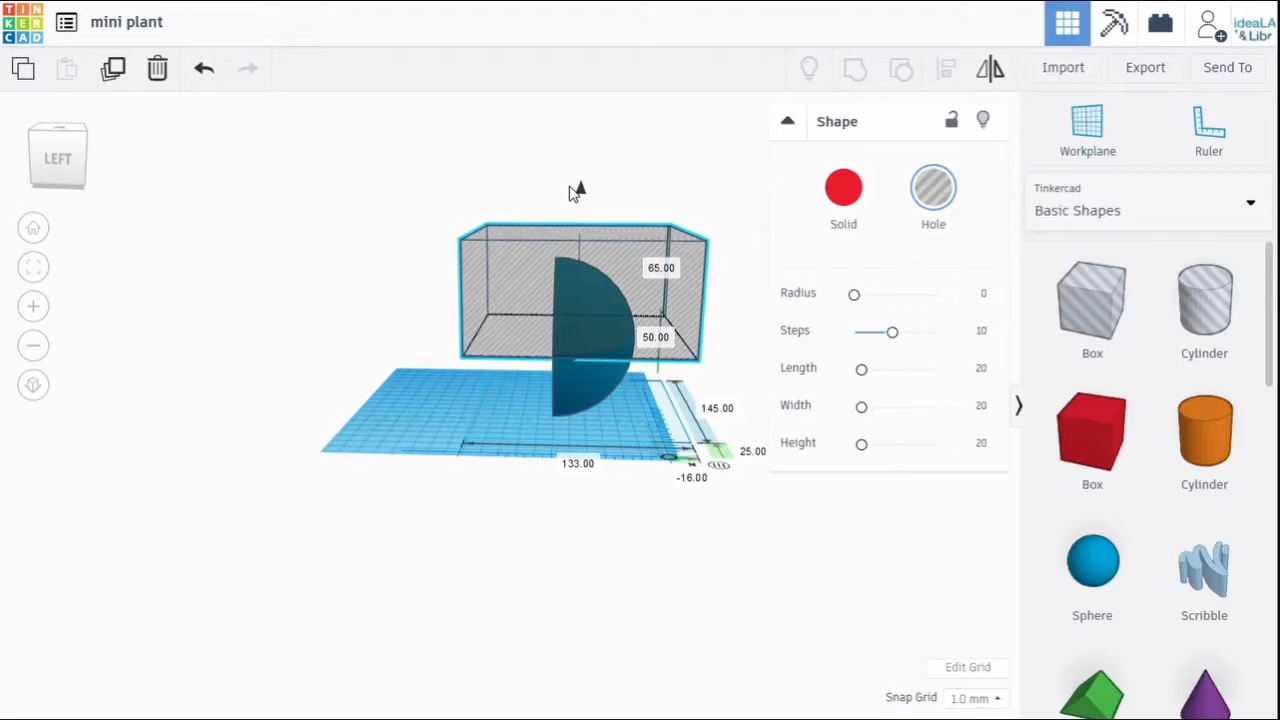 TIN
KER
CAD
mini plant
ideaLA
& Libr
Import
Export
Send To
LEFT
Shape
Solid
Hole
Radius
0
Steps
10
Length
20
Width
20
Height
20
65.00
50.00
145.00
25.00
133.00
-16.00
Workplane
Ruler
Tinkercad
Basic Shapes
Box
Cylinder
Box
Cylinder
Sphere
Scribble
Edit Grid
Snap Grid
1.0 mm